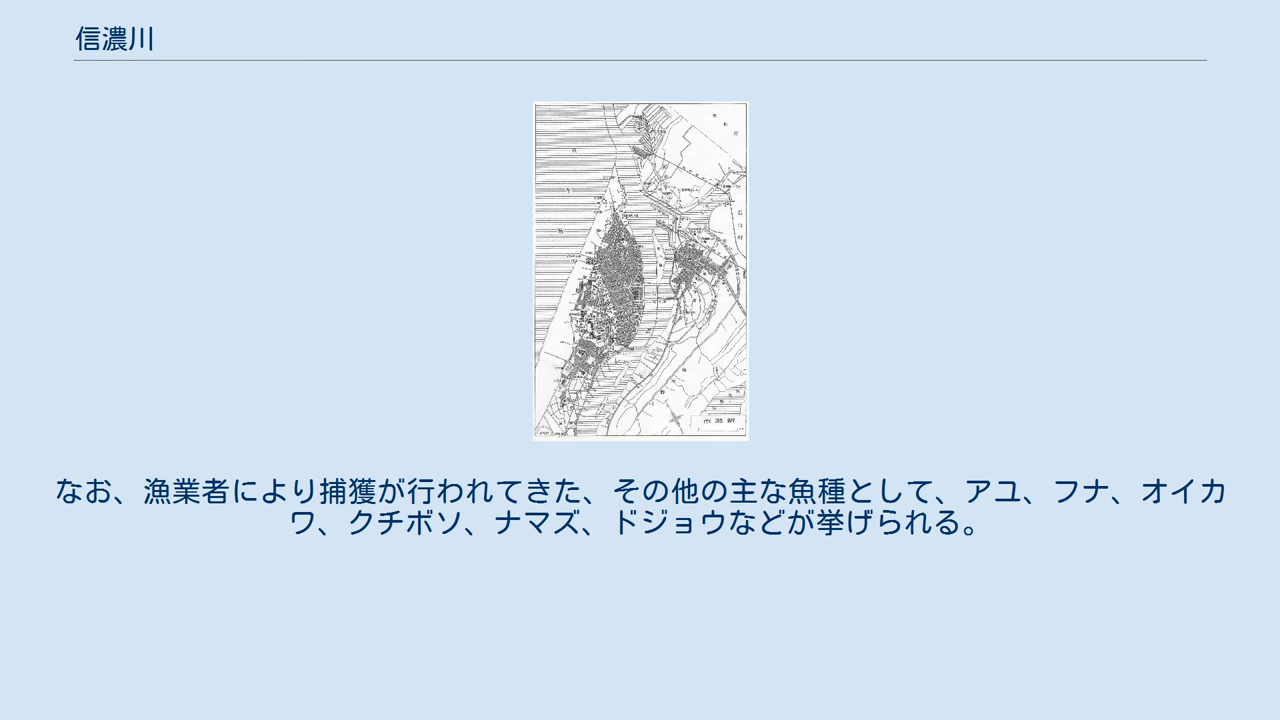 信濃川
なお、漁業者により捕獲が行われてきた、その他の主な魚種として、アユ、フナ、オイカ
ワ、クチボソ、ナマズ、ドジョウなどが挙げられる。
市潟新